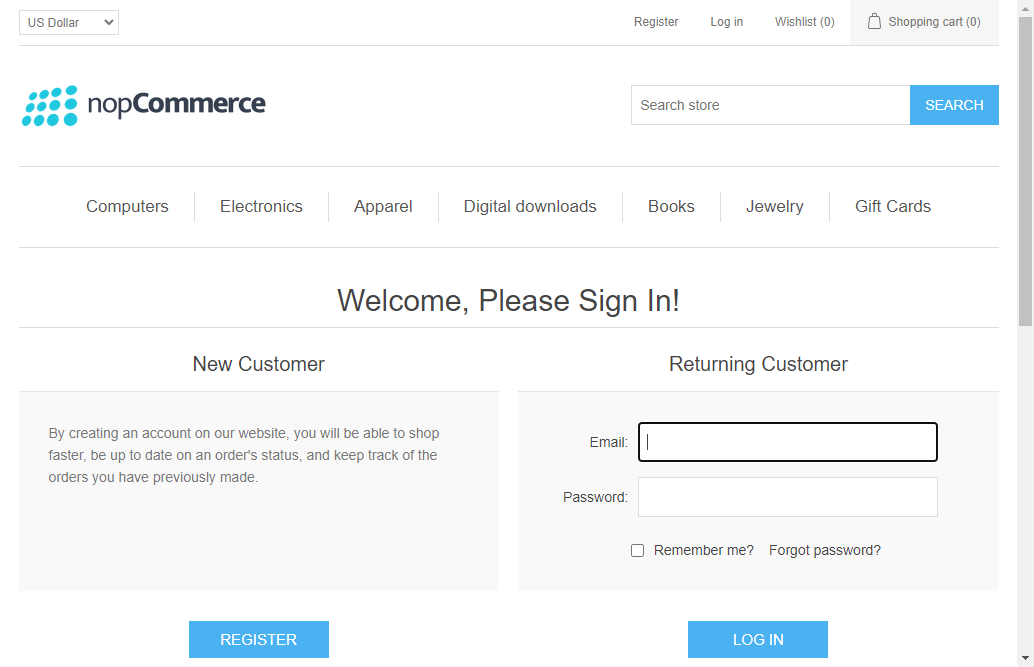 US Dollar
Register
Log in
Wishlist (0)
Shopping cart (0)
nopCommerce
Search store
SEARCH
Computers
Electronics
Apparel
Digital downloads
Books
Jewelry
Gift Cards
Welcome, Please Sign In!
New Customer
By creating an account on our website, you will be able to shop
faster, be up to date on an order's status, and keep track of the
orders you have previously made.
REGISTER
Returning Customer
Email:
Password:
Remember me?
Forgot password?
LOG IN